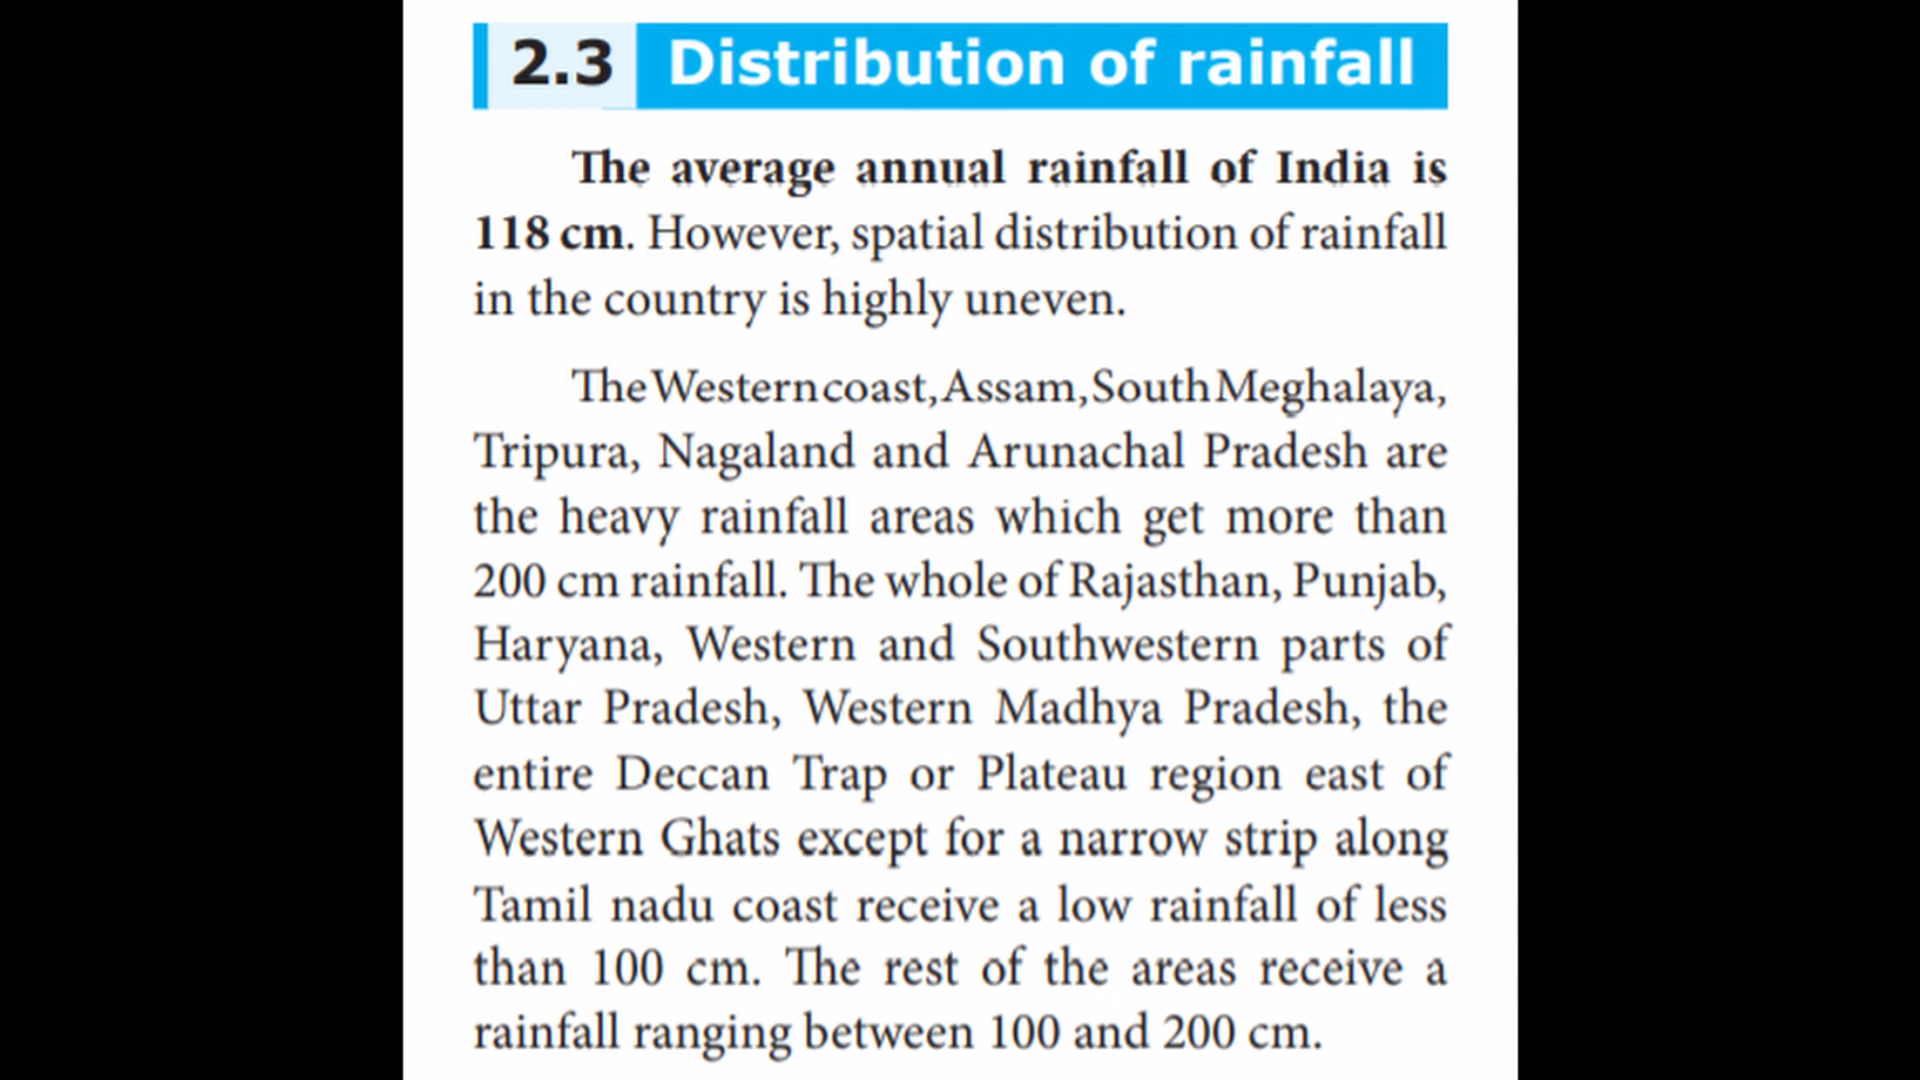 2.3 Distribution of rainfall
The average annual rainfall of India is
118 cm. However, spatial distribution of rainfall
in the country is highly uneven.
The Western coast, Assam, South Meghalaya,
Tripura, Nagaland and Arunachal Pradesh are
the heavy rainfall areas which get more than
200 cm rainfall. The whole of Rajasthan, Punjab,
Haryana, Western and Southwestern parts of
Uttar Pradesh, Western Madhya Pradesh, the
entire Deccan Trap or Plateau region east of
Western Ghats except for a narrow strip along
Tamil nadu coast receive a low rainfall of less
than 100 cm. The rest of the areas receive a
rainfall ranging between 100 and 200 cm.